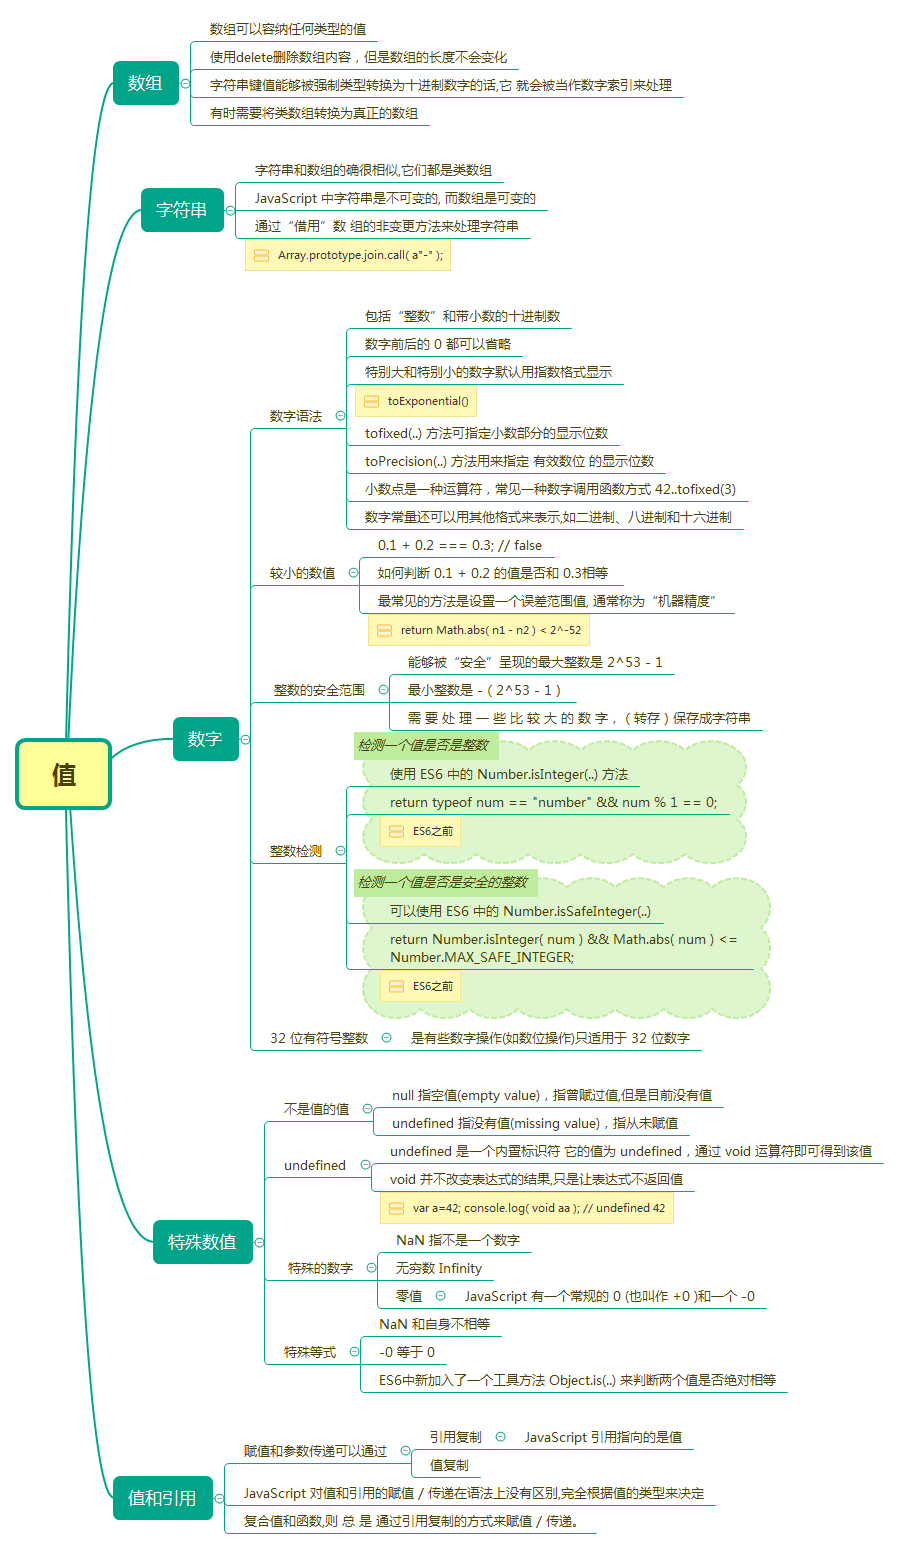 数组
数组可以容纳任何类型的值
使用delete删除数组内容，但是数组的长度不会变化
字符串键值能够被强制类型转换为十进制数字的话,它 就会被当作数字索引来处理
有时需要将类数组转换为真正的数组
字符串
字符串和数组的确很相似,它们都是类数组
JavaScript 中字符串是不可变的, 而数组是可变的
通过“借用”数 组的非变更方法来处理字符串
Array.prototype.join.call( a"-" );
值
数字
数字语法
包括“整数”和带小数的十进制数
数字前后的 0 都可以省略
特别大和特别小的数字默认用指数格式显示
toExponential()
tofixed(..) 方法可指定小数部分的显示位数
toPrecision(..) 方法用来指定 有效数位 的显示位数
小数点是一种运算符，常见一种数字调用函数方式 42..tofixed(3)
数字常量还可以用其他格式来表示,如二进制、八进制和十六进制
较小的数值
0.1 + 0.2 === 0.3; // false
如何判断 0.1 + 0.2 的值是否和 0.3相等
最常见的方法是设置一个误差范围值, 通常称为“机器精度”
return Math.abs( n1 - n2 ) < 2^-52
整数的安全范围
能够被“安全”呈现的最大整数是 2^53 - 1
最小整数是 -（2^53 - 1）
需 要 处 理 一 些 比 较 大 的 数 字，（转存）保存成字符串
整数检测
检测一个值是否是整数
使用 ES6 中的 Number.isInteger(..) 方法
return typeof num == "number" && num % 1 == 0;
ES6之前
检测一个值是否是安全的整数
可以使用 ES6 中的 Number.isSafeInteger(..)
return Number.isInteger( num ) && Math.abs( num ) <=
Number.MAX_SAFE_INTEGER;
ES6之前
32 位有符号整数
是有些数字操作(如数位操作)只适用于 32 位数字
特殊数值
不是值的值
null 指空值(empty value)，指曾赋过值,但是目前没有值
undefined 指没有值(missing value)，指从未赋值
undefined
undefined 是一个内置标识符 它的值为 undefined，通过 void 运算符即可得到该值
void 并不改变表达式的结果,只是让表达式不返回值
var a=42; console.log( void aa ); // undefined 42
特殊的数字
NaN 指不是一个数字
无穷数 Infinity
零值
JavaScript 有一个常规的 0 (也叫作 +0 )和一个 -0
特殊等式
NaN 和自身不相等
-0 等于 0
ES6中新加入了一个工具方法 Object.is(..) 来判断两个值是否绝对相等
值和引用
赋值和参数传递可以通过
引用复制
JavaScript 引用指向的是值
值复制
JavaScript 对值和引用的赋值 / 传递在语法上没有区别,完全根据值的类型来决定
复合值和函数,则 总 是 通过引用复制的方式来赋值 / 传递。